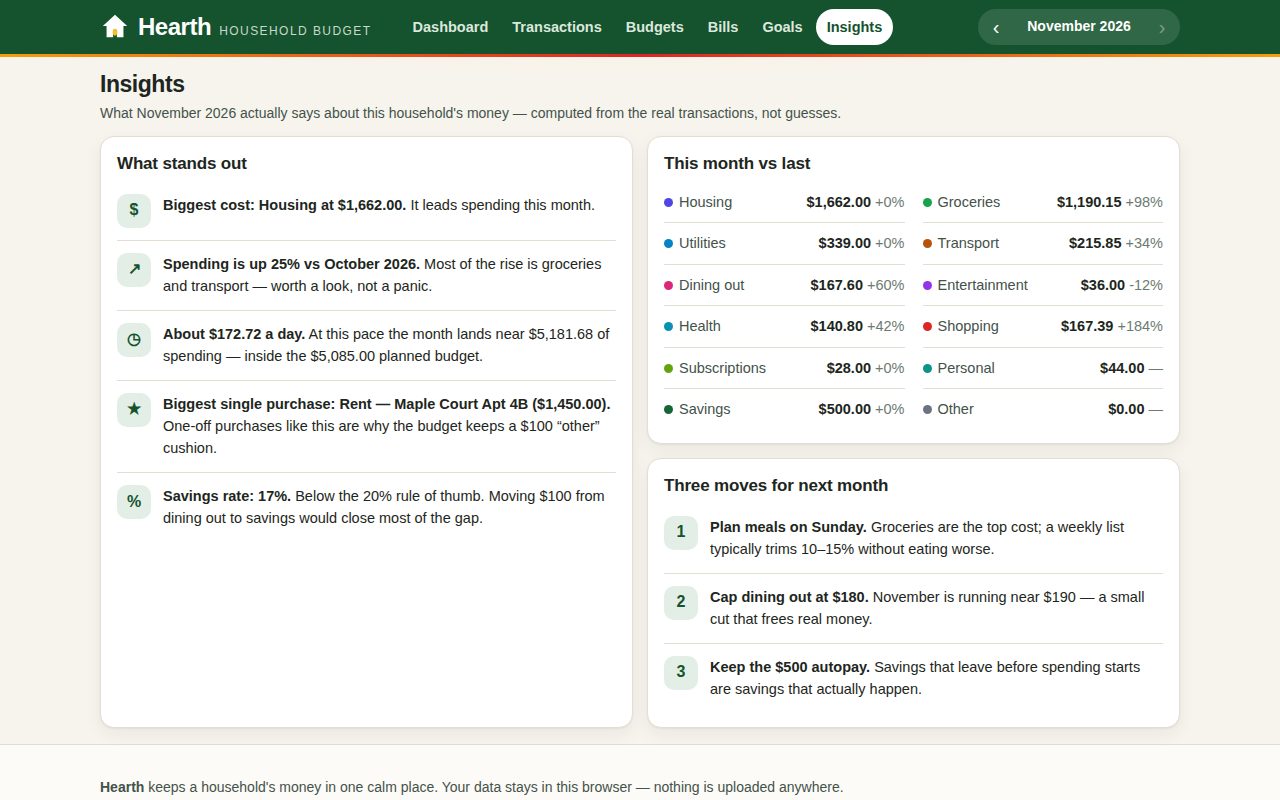 Hearth HOUSEHOLD BUDGET
Dashboard Transactions Budgets Bills Goals Insights
‹ November 2026 ›
Insights
What November 2026 actually says about this household's money — computed from the real transactions, not guesses.
What stands out
$ Biggest cost: Housing at $1,662.00. It leads spending this month.
↗ Spending is up 25% vs October 2026. Most of the rise is groceries
and transport — worth a look, not a panic.
◷ About $172.72 a day. At this pace the month lands near $5,181.68 of
spending — inside the $5,085.00 planned budget.
★ Biggest single purchase: Rent — Maple Court Apt 4B ($1,450.00).
One-off purchases like this are why the budget keeps a $100 “other”
cushion.
% Savings rate: 17%. Below the 20% rule of thumb. Moving $100 from
dining out to savings would close most of the gap.
This month vs last
Housing $1,662.00 +0%
Groceries $1,190.15 +98%
Utilities $339.00 +0%
Transport $215.85 +34%
Dining out $167.60 +60%
Entertainment $36.00 -12%
Health $140.80 +42%
Shopping $167.39 +184%
Subscriptions $28.00 +0%
Personal $44.00 —
Savings $500.00 +0%
Other $0.00 —
Three moves for next month
1 Plan meals on Sunday. Groceries are the top cost; a weekly list
typically trims 10–15% without eating worse.
2 Cap dining out at $180. November is running near $190 — a small
cut that frees real money.
3 Keep the $500 autopay. Savings that leave before spending starts
are savings that actually happen.
Hearth keeps a household's money in one calm place. Your data stays in this browser — nothing is uploaded anywhere.